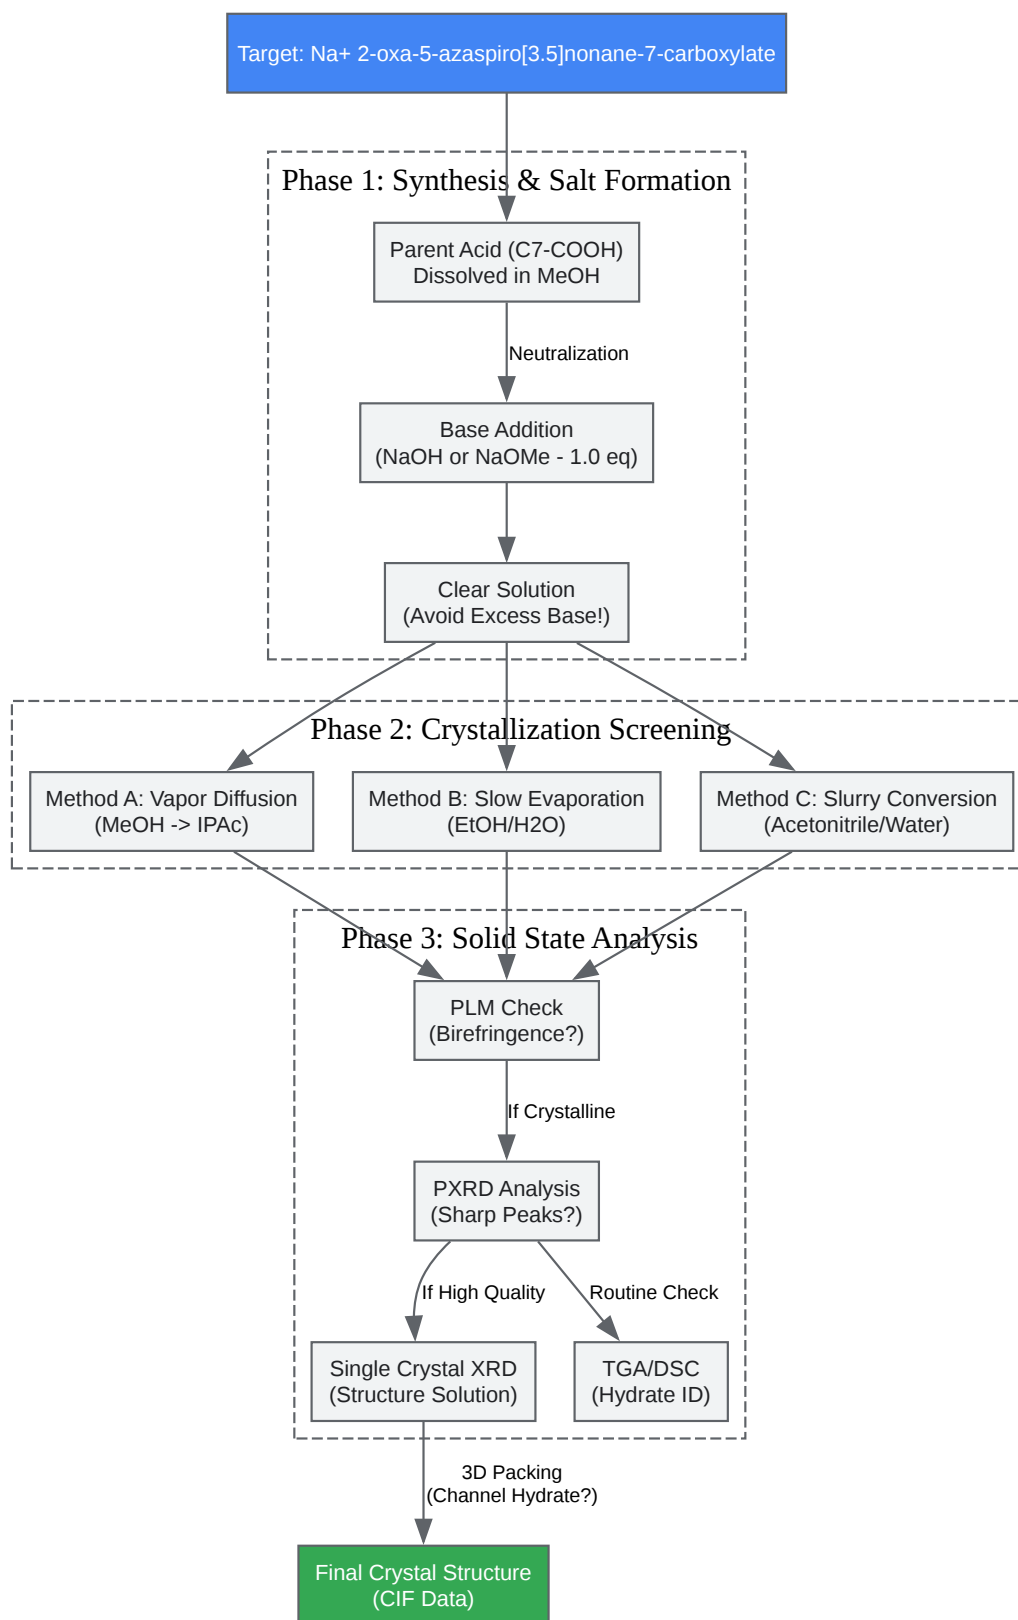 Target: Na+ 2-oxa-5-azaspiro[3.5]nonane-7-carboxylate
Phase 1: Synthesis & Salt Formation
Parent Acid (C7-COOH)
Dissolved in MeOH
Neutralization
Base Addition
(NaOH or NaOMe - 1.0 eq)
Clear Solution
(Avoid Excess Base!)
Phase 2: Crystallization Screening
Method A: Vapor Diffusion
(MeOH -> IPAc)
Method B: Slow Evaporation
(EtOH/H2O)
Method C: Slurry Conversion
(Acetonitrile/Water)
Phase 3: Solid State Analysis
PLM Check
(Birefringence?)
If Crystalline
PXRD Analysis
(Sharp Peaks?)
If High Quality
Routine Check
Single Crystal XRD
(Structure Solution)
TGA/DSC
(Hydrate ID)
3D Packing
(Channel Hydrate?)
Final Crystal Structure
(CIF Data)